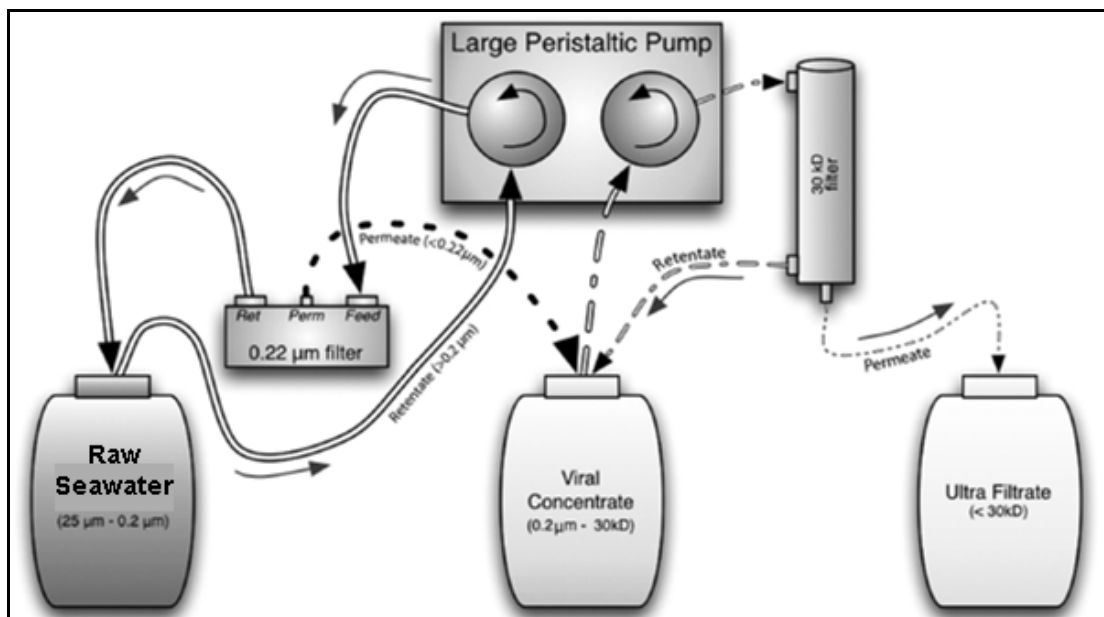 Large Peristaltic Pump
30 kD
filter
Permeate (<0.22µm)
Retentate
Ret Perm Feed
0.22 µm filter
Retentate (>0.2 µm)
Permeate
Raw
Seawater
(25 µm - 0.2 µm)
Viral
Concentrate
(0.2µm - 30kD)
Ultra Filtrate
(< 30kD)